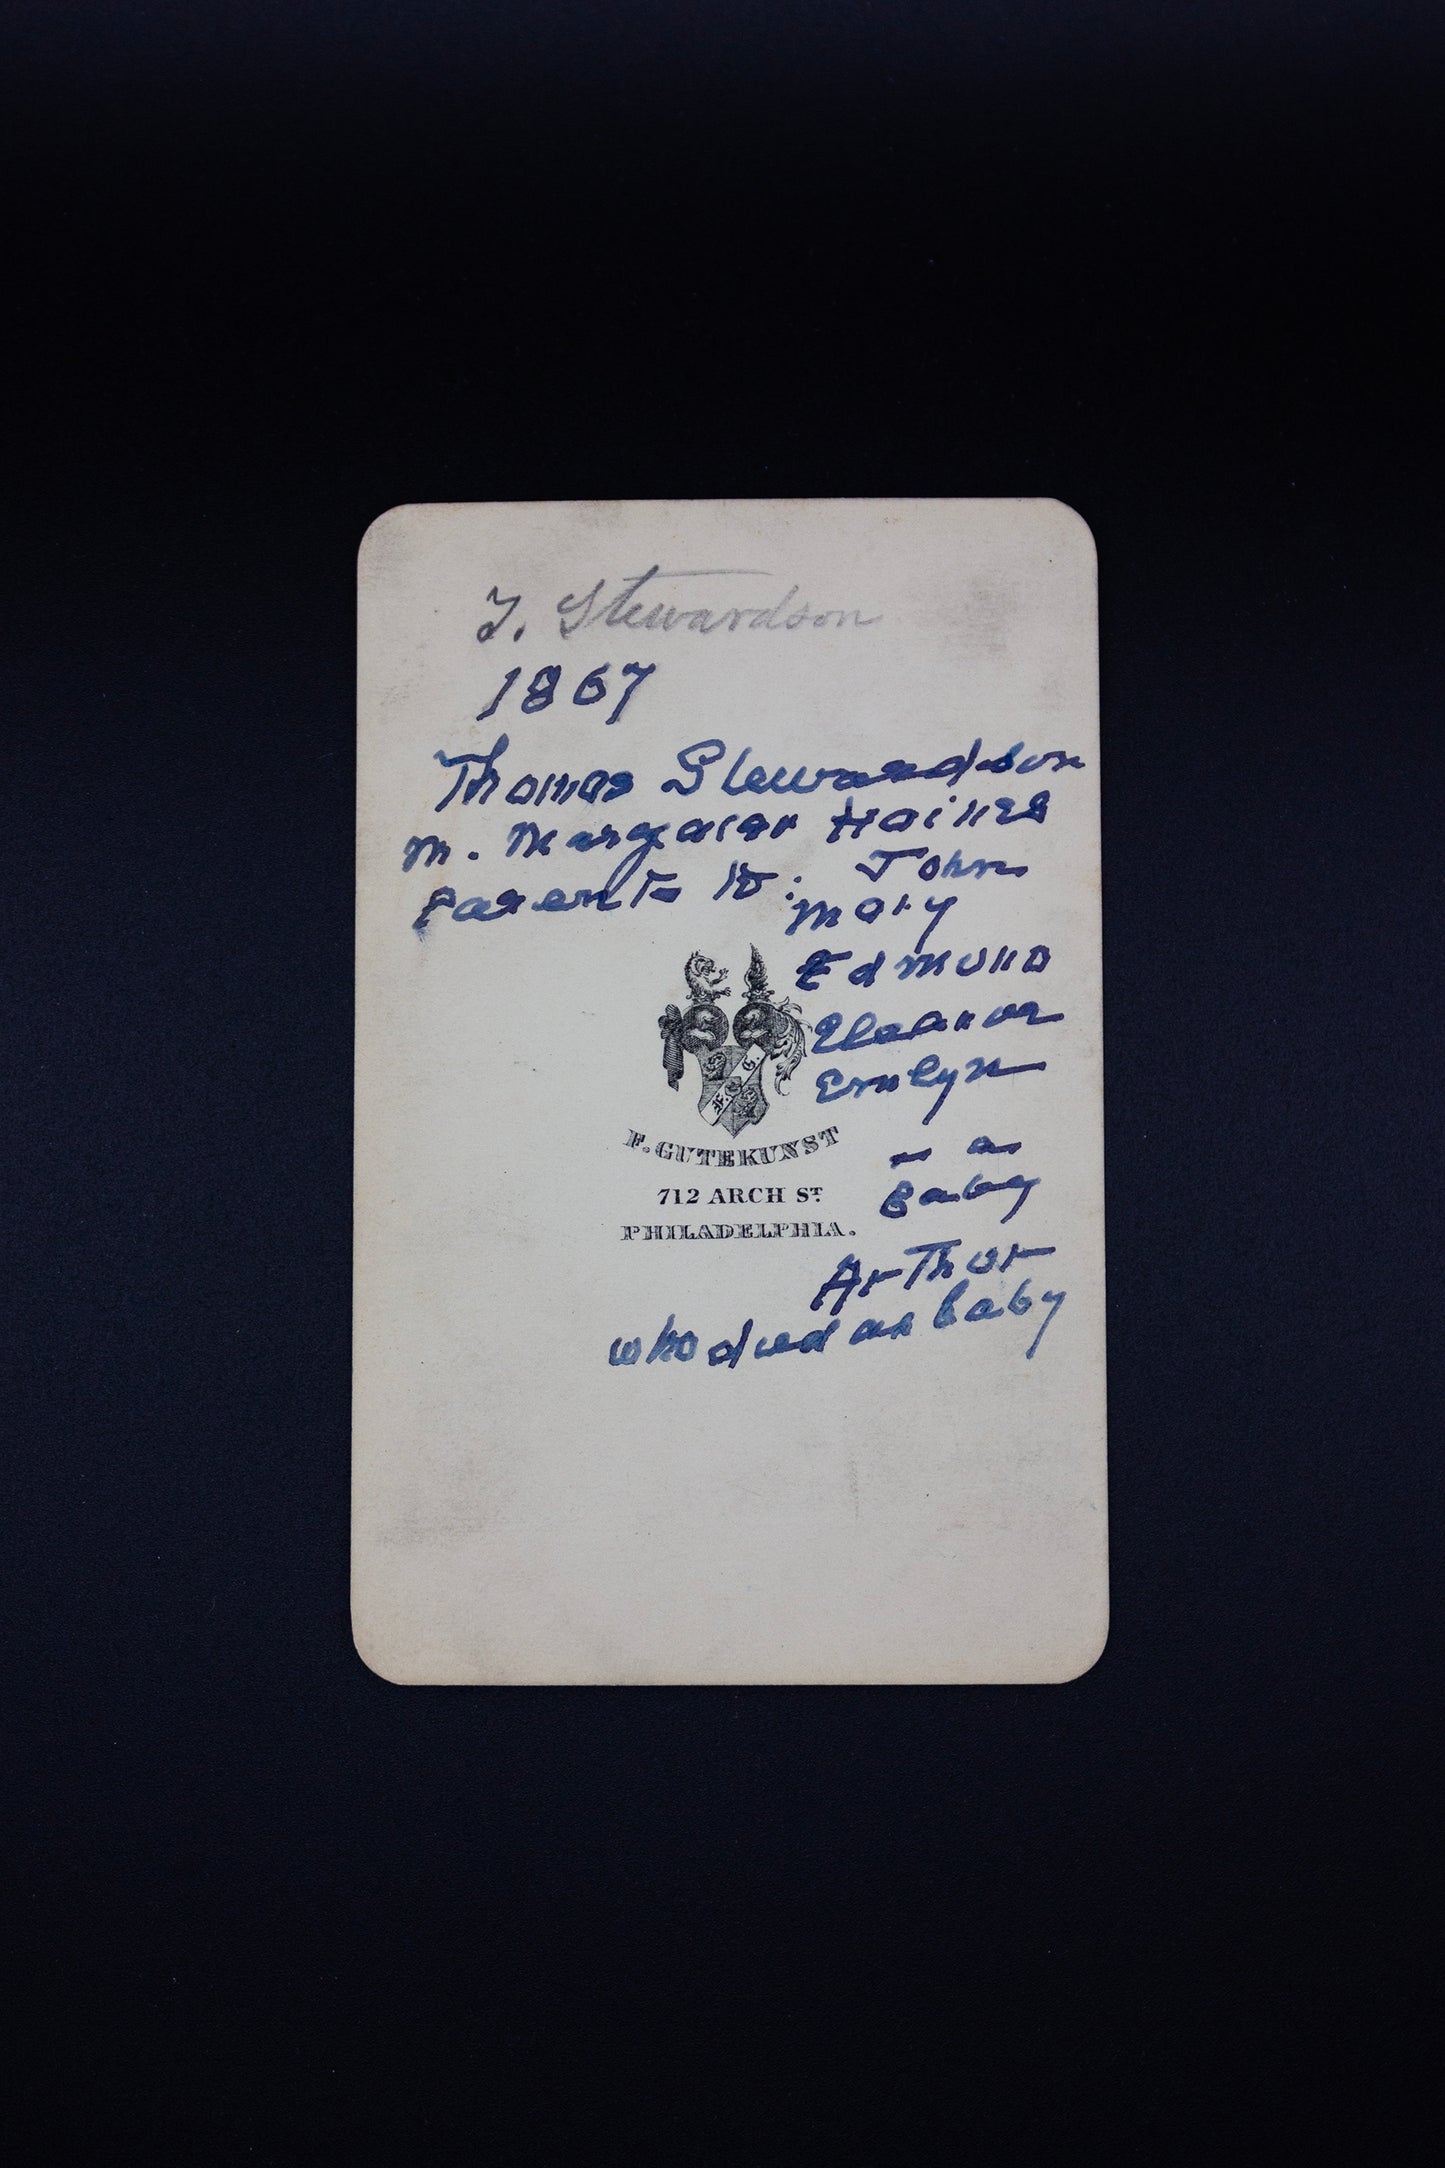 T. Stewardson
1867
Thomas Stewardson
m. Margaret Haines
Parents to: John
Mary
Edmund
Eleanor
Emlyn
- a
Baby
F. GUTEKUNST
712 ARCH ST
PHILADELPHIA.
Arthur
who died as baby